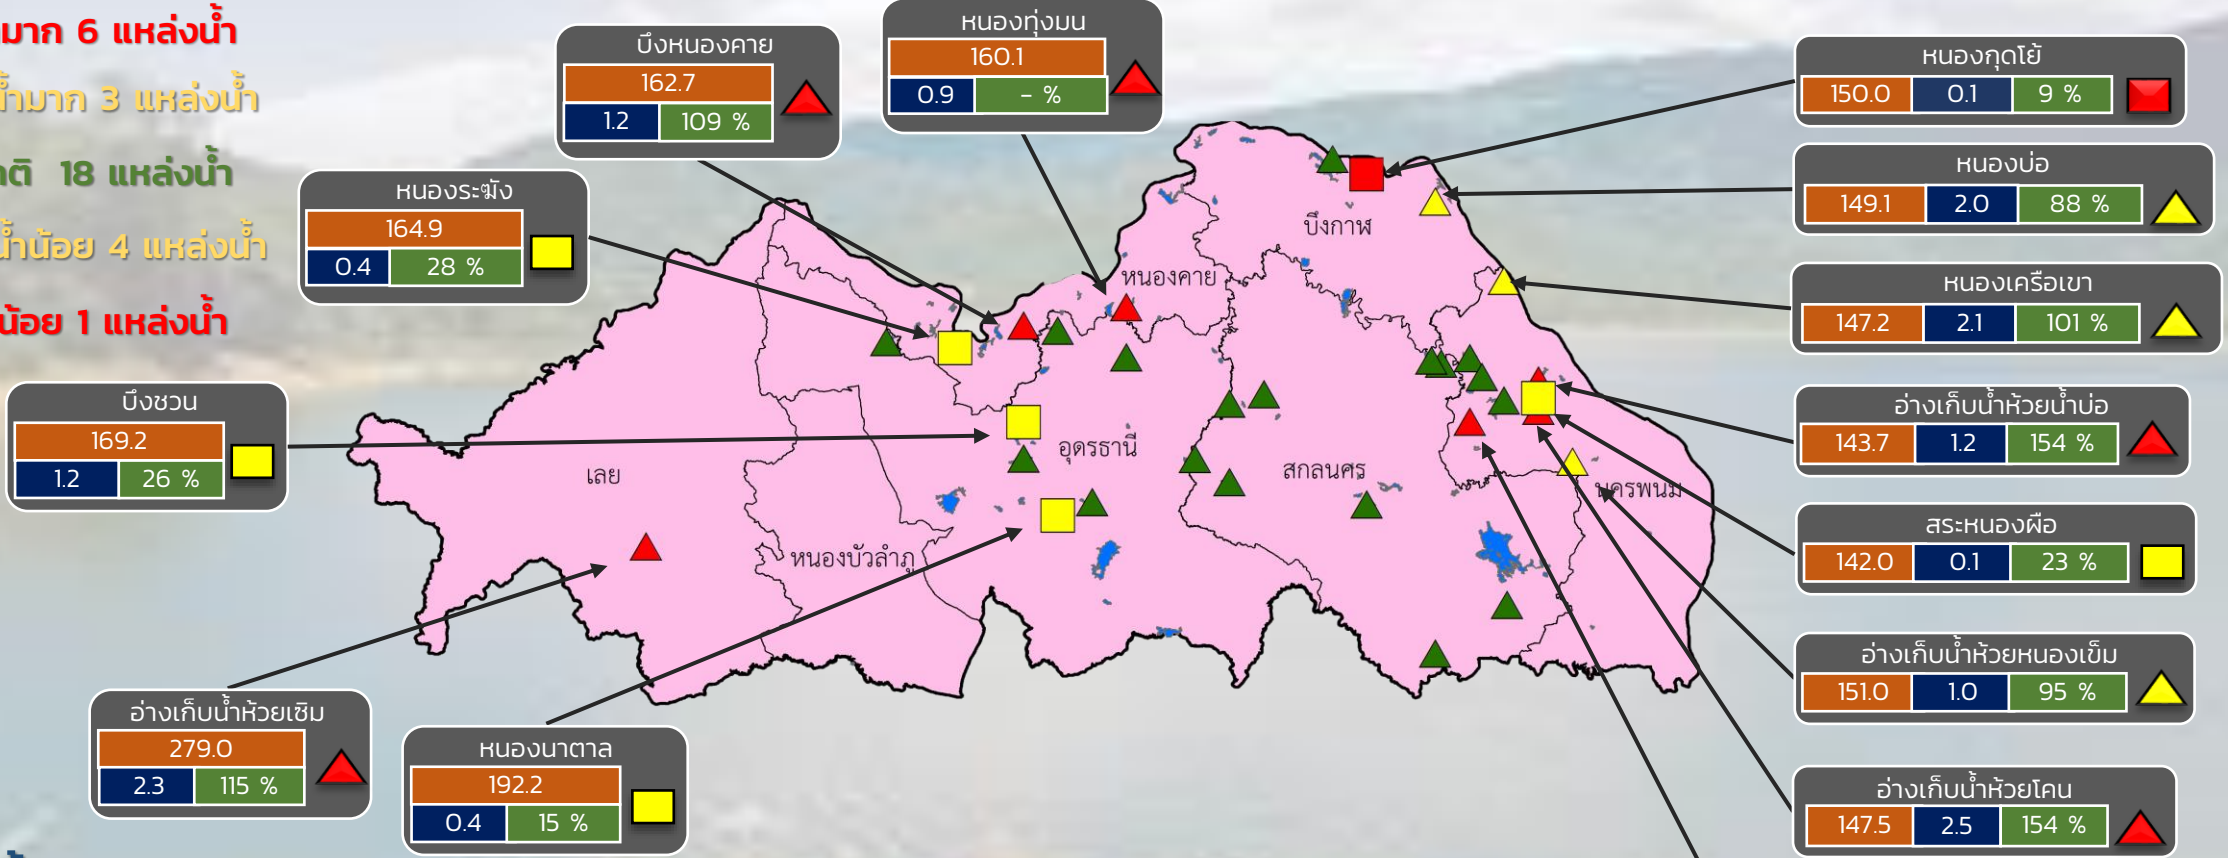 มาก 6 แหล่งน้ำ
น้ำมาก 3 แหล่งน้ำ
18 แหล่งน้ำ
น้ำน้อย 4 แหล่งน้ำ
น้อย 1 แหล่งน้ำ
บึงหนองคาย
162.7
1.2 109 %
หนองทุ่งมน
160.1
0.9 - %
หนองระฆัง
164.9
0.4 28 %
บึงชวน
169.2
1.2 26 %
อ่างเก็บน้ำห้วยเซิม
279.0
2.3 115 %
หนองนาตาล
192.2
0.4 15 %
บึงกาฬ
หนองคาย
อุดรธานี
เลย
สกลนคร
นครพนม
หนองบัวลำภู
หนองกุดโย้
150.0 0.1 9 %
หนองบ่อ
149.1 2.0 88 %
หนองเครือเขา
147.2 2.1 101 %
อ่างเก็บน้ำห้วยน้ำบ่อ
143.7 1.2 154 %
สระหนองผือ
142.0 0.1 23 %
อ่างเก็บน้ำห้วยหนองเข็ม
151.0 1.0 95 %
อ่างเก็บน้ำห้วยโคน
147.5 2.5 154 %